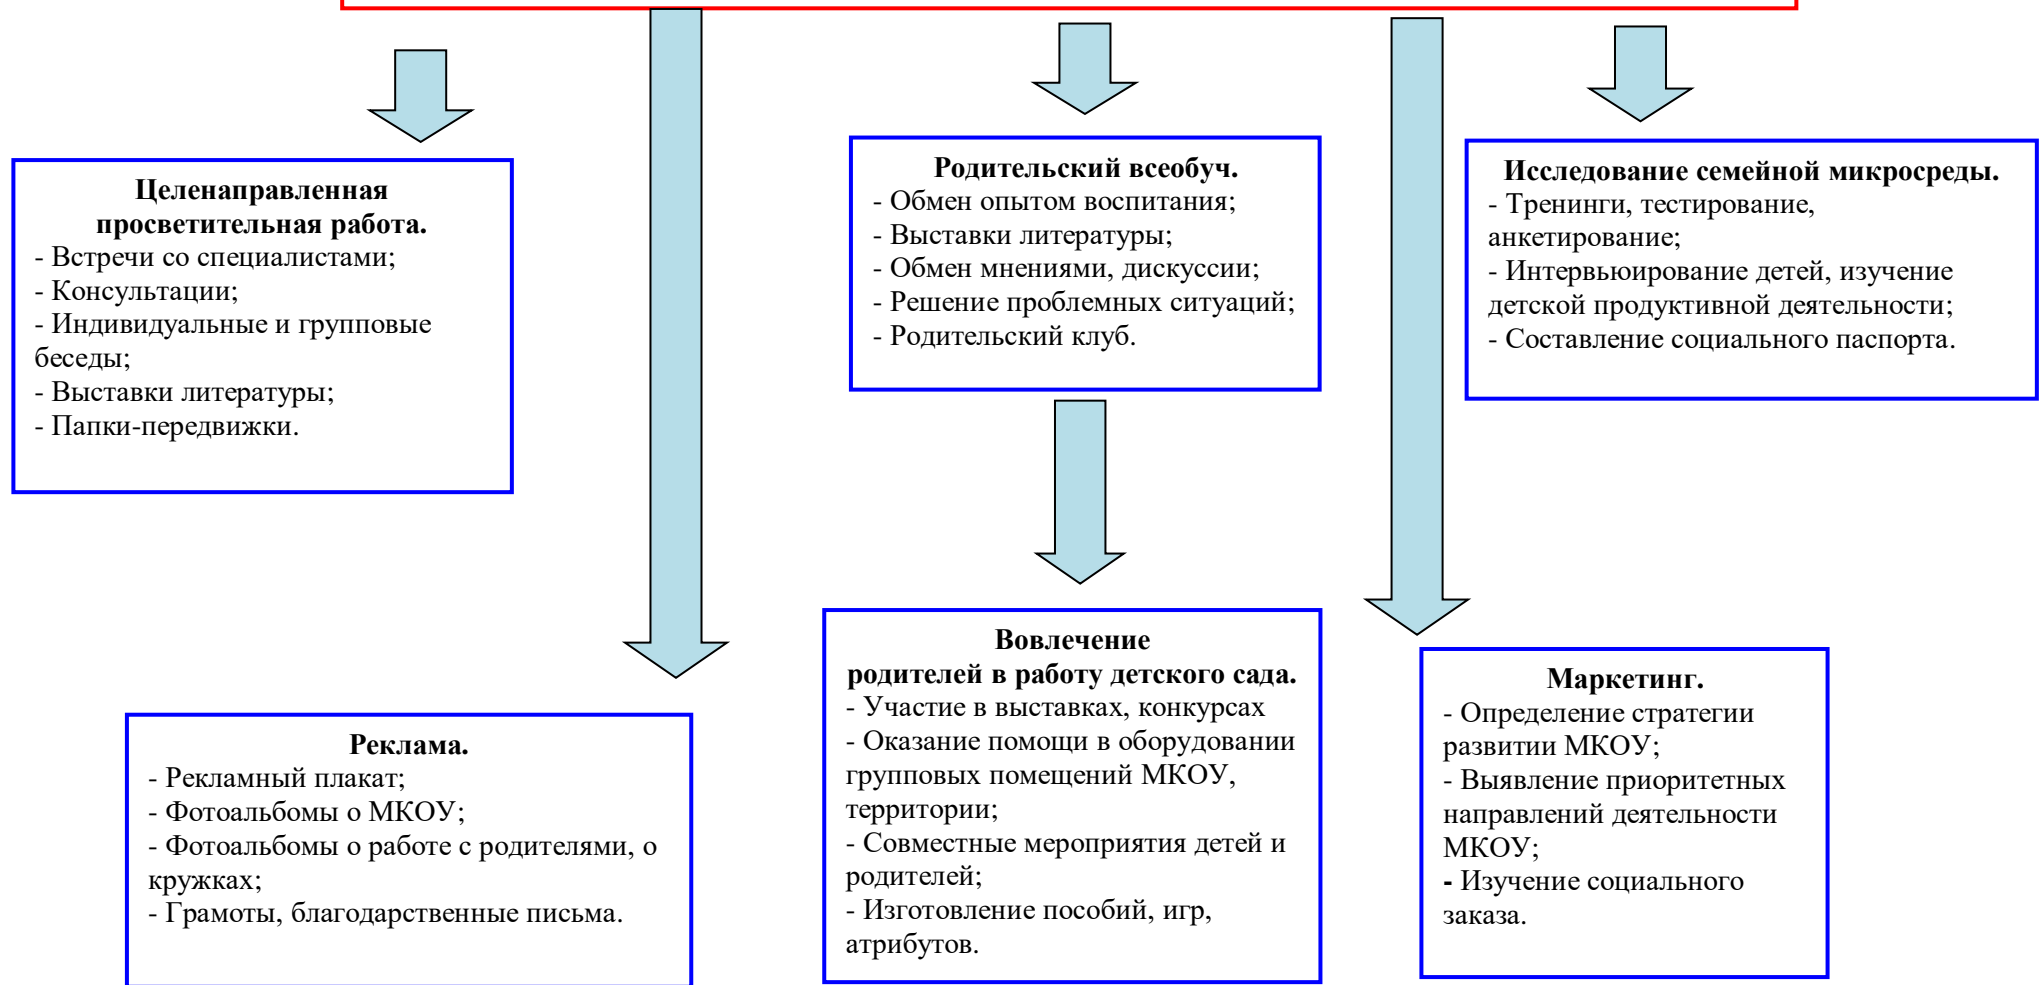 Целенаправленная
просветительная работа.
- Встречи со специалистами;
- Консультации;
- Индивидуальные и групповые
беседы;
- Выставки литературы;
- Папки-передвижки.
Родительский всеобуч.
- Обмен опытом воспитания;
- Выставки литературы;
- Обмен мнениями, дискуссии;
- Решение проблемных ситуаций;
- Родительский клуб.
Исследование семейной микросреды.
- Тренинги, тестирование,
анкетирование;
- Интервьюирование детей, изучение
детской продуктивной деятельности;
- Составление социального паспорта.
Реклама.
- Рекламный плакат;
- Фотоальбомы о МКОУ;
- Фотоальбомы о работе с родителями, о
кружках;
- Грамоты, благодарственные письма.
Вовлечение
родителей в работу детского сада.
- Участие в выставках, конкурсах
- Оказание помощи в оборудовании
групповых помещений МКОУ,
территории;
- Совместные мероприятия детей и
родителей;
- Изготовление пособий, игр,
атрибутов.
Маркетинг.
- Определение стратегии
развитии МКОУ;
- Выявление приоритетных
направлений деятельности
МКОУ;
- Изучение социального
заказа.